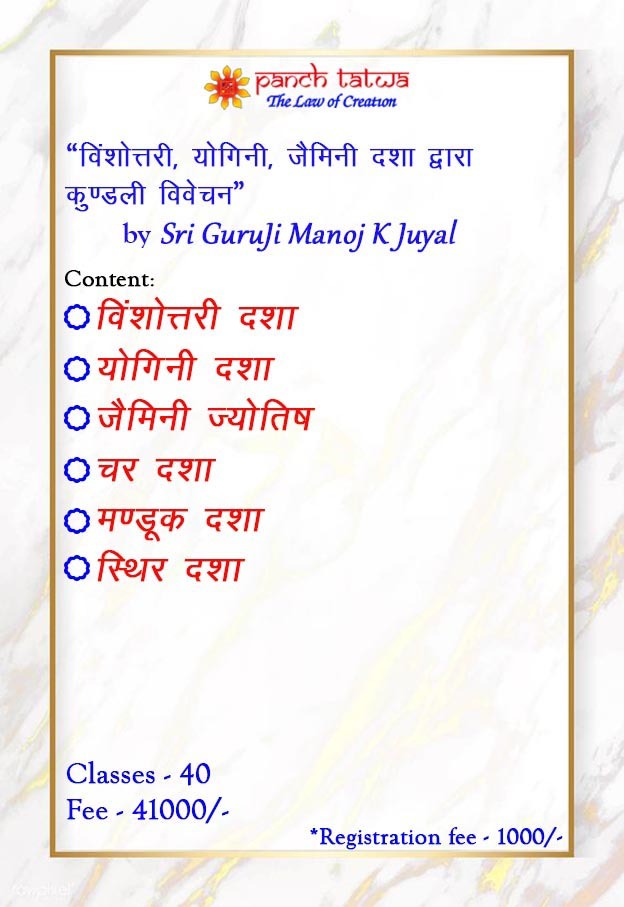 Panch Tatwa
The Law of Creation
“विंशोत्तरी, योगिनी, जैमिनी दशा द्वारा
कुण्डली विवेचन”
by Sri GuruJi Manoj K Juyal
Content:
विंशोत्तरी दशा
योगिनी दशा
जैमिनी ज्योतिष
चर दशा
मण्डूक दशा
स्थिर दशा
Classes - 40
Fee - 41000/-
*Registration fee - 1000/-
rawpixel